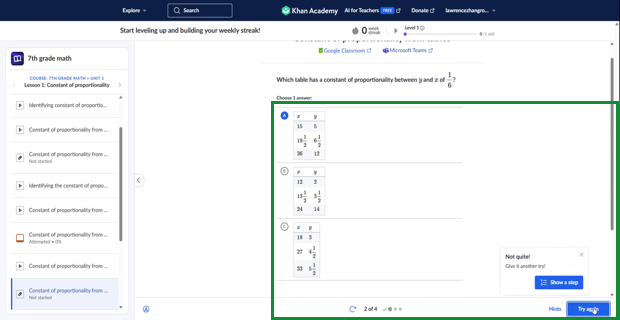 Explore
Search
Khan Academy
AI for Teachers FREE
Donate
lawrencezhangro...
Start leveling up and building your weekly streak!
0 week streak
Level 1
0 /1 skill
7th grade math
COURSE: 7TH GRADE MATH > UNIT 1
Lesson 1: Constant of proportionality
Identifying constant of proportio...
Constant of proportionality from ...
Constant of proportionality from ...
Not started
Identifying the constant of propo...
Constant of proportionality from ...
Constant of proportionality from ...
Attempted • 0%
Constant of proportionality from ...
Constant of proportionality from ...
Not started
Google Classroom
Microsoft Teams
Which table has a constant of proportionality between y and x of 1/6?
Choose 1 answer:
A
x y
15 5
19 1/2 6 1/2
36 12
B
x y
12 2
13 1/2 3 1/2
24 14
C
x y
18 3
27 4 1/2
33 5 1/2
Not quite!
Give it another try!
Show a step
2 of 4
Hints
Try again